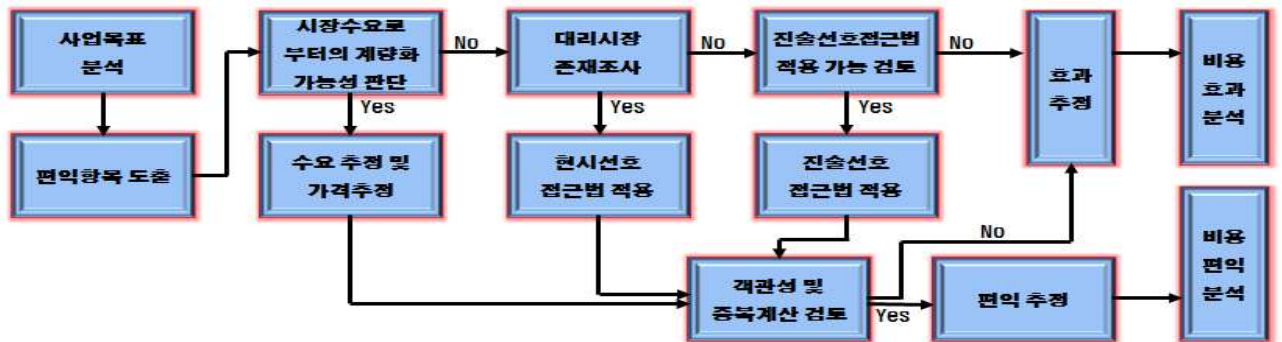 사업목표
분석
시장수요로
부터의 계량화
가능성 판단
No
대리시장
존재조사
No
진술선호접근법
적용 가능 검토
No
효과
추정
비용
효과
분석
Yes
Yes
Yes
편익항목 도출
수요 추정 및
가격추정
현시선호
접근법 적용
진술선호
접근법 적용
No
객관성 및
중복계산 검토
Yes
편익 추정
비용
편익
분석